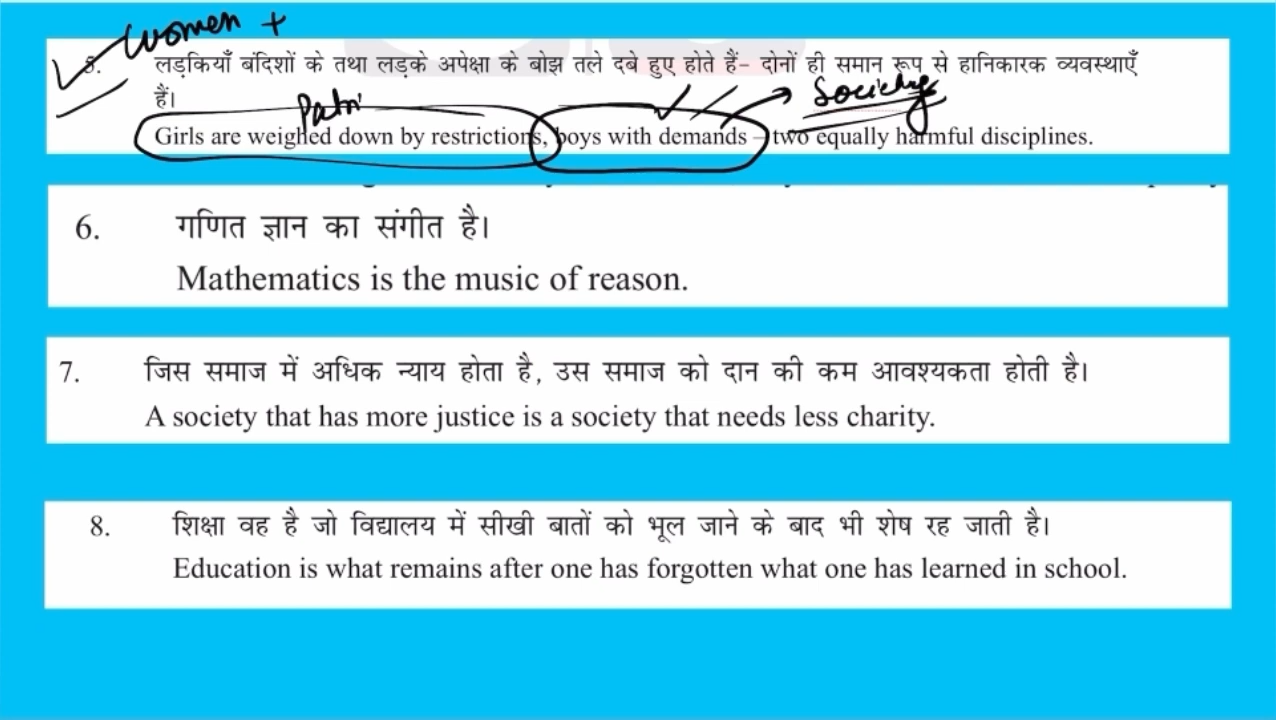 women +
5. लड़कियाँ बंदिशों के तथा लड़के अपेक्षा के बोझ तले दबे हुए होते हैं- दोनों ही समान रूप से हानिकारक व्यवस्थाएँ
हैं।
Patri
Society
Girls are weighed down by restrictions, boys with demands – two equally harmful disciplines.
6. गणित ज्ञान का संगीत है।
Mathematics is the music of reason.
7. जिस समाज में अधिक न्याय होता है, उस समाज को दान की कम आवश्यकता होती है।
A society that has more justice is a society that needs less charity.
8. शिक्षा वह है जो विद्यालय में सीखी बातों को भूल जाने के बाद भी शेष रह जाती है।
Education is what remains after one has forgotten what one has learned in school.